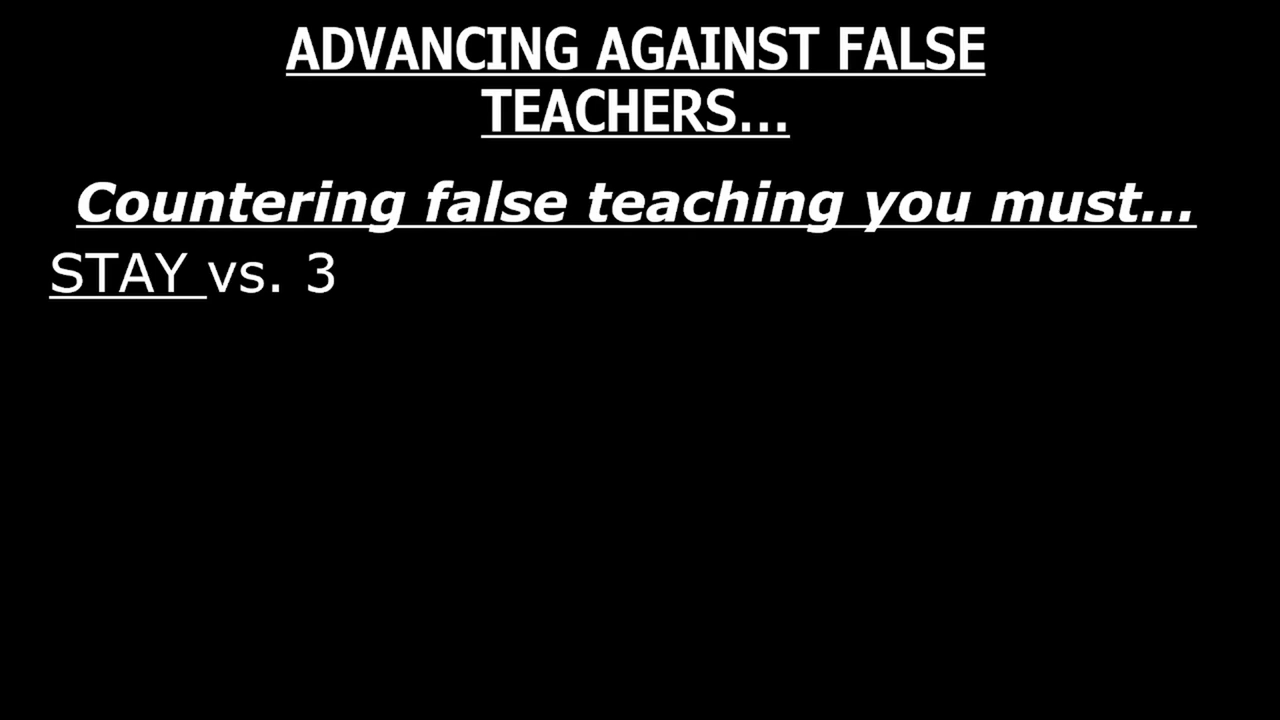 ADVANCING AGAINST FALSE
TEACHERS...
Countering false teaching you must...
STAY vs. 3